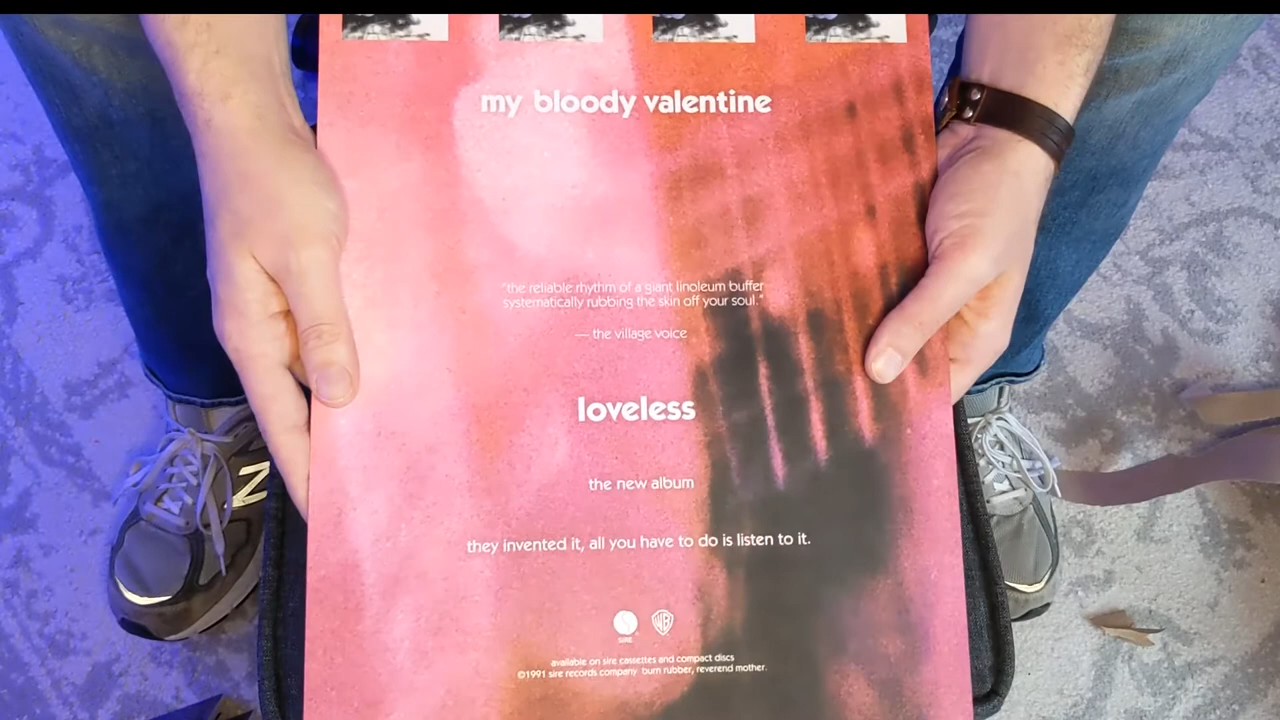 my bloody valentine
"the reliable rhythm of a giant linoleum buffer
systematically rubbing the skin off your soul."
— the village voice
loveless
the new album
they invented it, all you have to do is listen to it.
SIRE
WB
available on sire cassettes and compact discs
©1991 sire records company burn rubber, reverend mother.
N